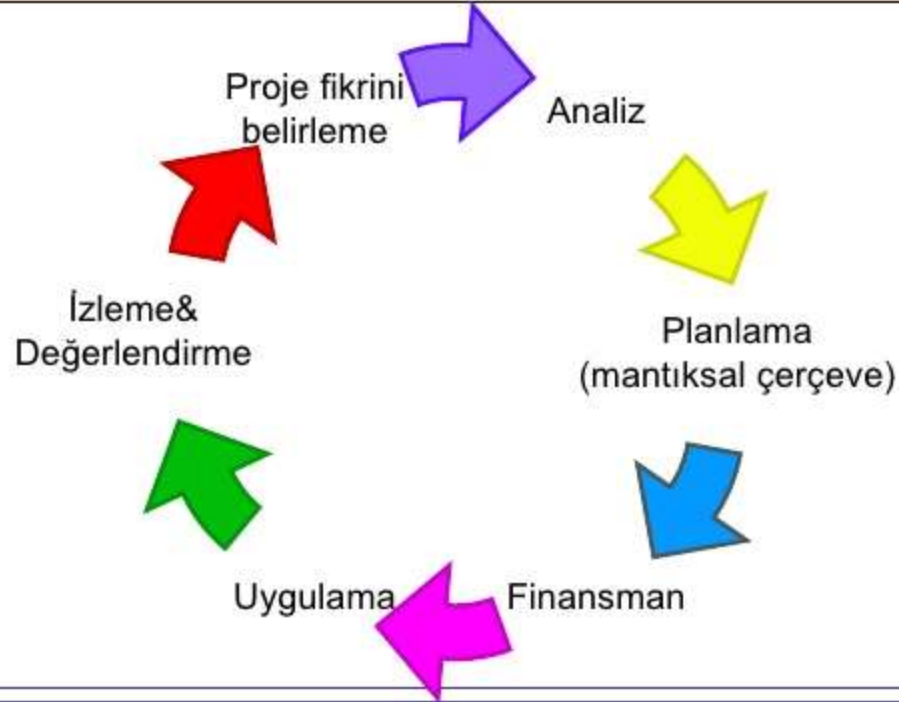 Proje fikrini
belirleme
Analiz
Planlama
(mantıksal çerçeve)
Finansman
Uygulama
İzleme&
Değerlendirme